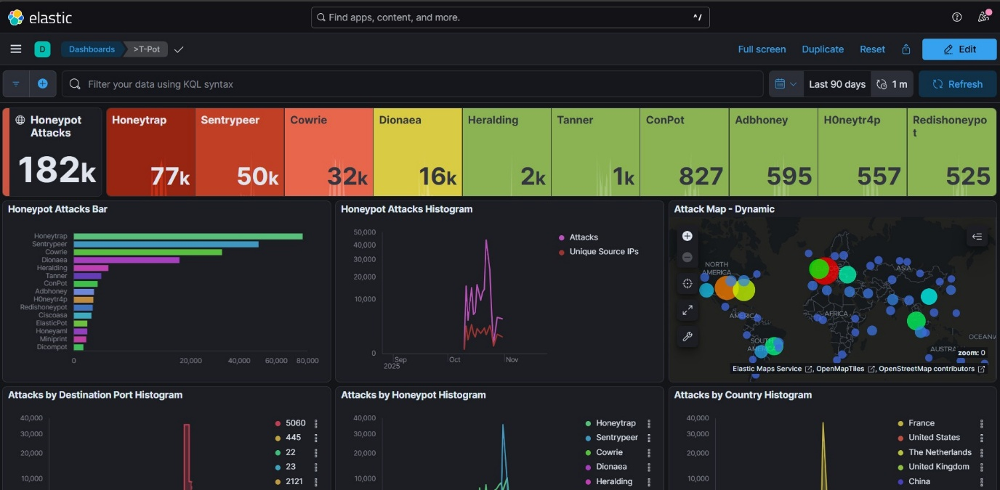 elastic
Find apps, content, and more.
^/
D
Dashboards
>T-Pot
Full screen
Duplicate
Reset
Edit
Filter your data using KQL syntax
Last 90 days
1 m
Refresh
Honeypot
Attacks
182k
Honeytrap
77k
Sentrypeer
50k
Cowrie
32k
Dionaea
16k
Heralding
2k
Tanner
1k
ConPot
827
Adbhoney
595
H0neytr4p
557
Redishoneypo
t
525
Honeypot Attacks Bar
Honeytrap
Sentrypeer
Cowrie
Dionaea
Heralding
Tanner
ConPot
Adbhoney
H0neytr4p
Redishoneypot
Ciscoasa
ElasticPot
Honeyaml
Miniprint
Dicompot
0 20,000 40,000 60,000 80,000
Honeypot Attacks Histogram
50,000
40,000
30,000
20,000
10,000
0
Sep Oct Nov
2025
Attacks
Unique Source IPs
Attack Map - Dynamic
NORTH
AMERICA
ASIA
AMERICA
AFRICA
SOUTH
AMERICA
OCEANIA
AUSTRA
zoom: 0
Elastic Maps Service , OpenMapTiles , OpenStreetMap contributors
Attacks by Destination Port Histogram
40,000
30,000
20,000
10,000
5060
445
22
23
2121
Attacks by Honeypot Histogram
40,000
30,000
20,000
10,000
Honeytrap
Sentrypeer
Cowrie
Dionaea
Heralding
Attacks by Country Histogram
40,000
30,000
20,000
10,000
France
United States
The Netherlands
United Kingdom
China